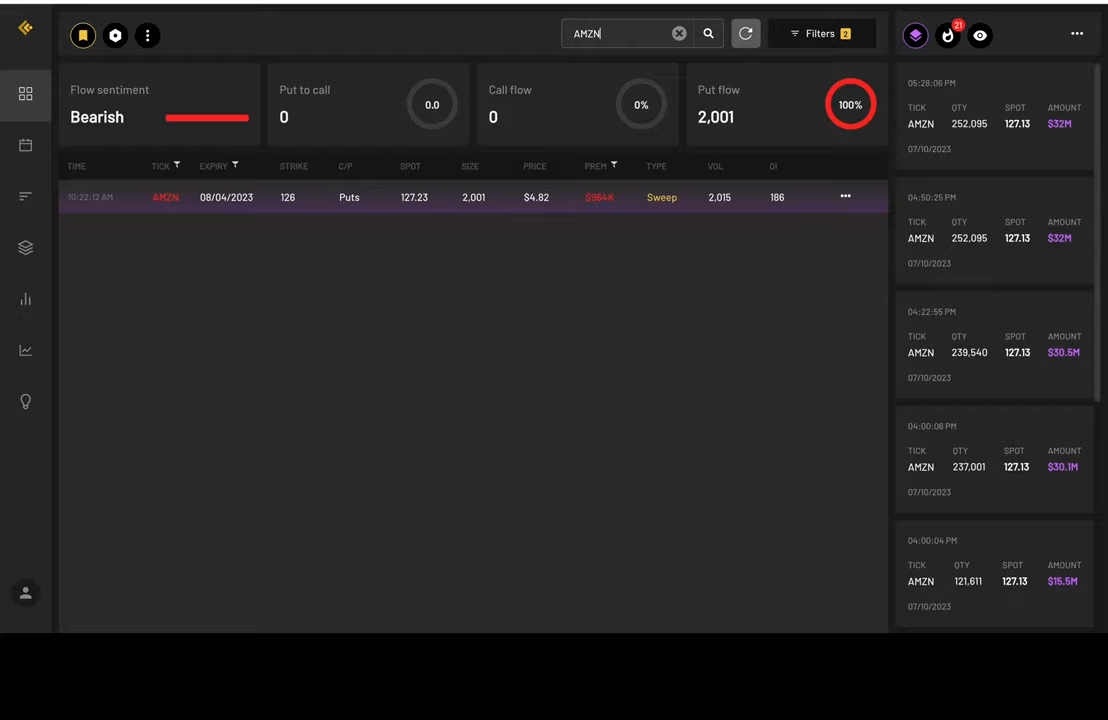 AMZN
Filters 2
21
Flow sentiment
Bearish
Put to call
0
0.0
Call flow
0
0%
Put flow
2,001
100%
TIME TICK EXPIRY STRIKE C/P SPOT SIZE PRICE PREM TYPE VOL OI
10:22:12 AM AMZN 08/04/2023 126 Puts 127.23 2,001 $4.82 $964K Sweep 2,015 186
05:28:06 PM
TICK QTY SPOT AMOUNT
AMZN 252,095 127.13 $32M
07/10/2023
04:50:25 PM
TICK QTY SPOT AMOUNT
AMZN 252,095 127.13 $32M
07/10/2023
04:22:55 PM
TICK QTY SPOT AMOUNT
AMZN 239,540 127.13 $30.5M
07/10/2023
04:00:06 PM
TICK QTY SPOT AMOUNT
AMZN 237,001 127.13 $30.1M
07/10/2023
04:00:04 PM
TICK QTY SPOT AMOUNT
AMZN 121,611 127.13 $15.5M
07/10/2023